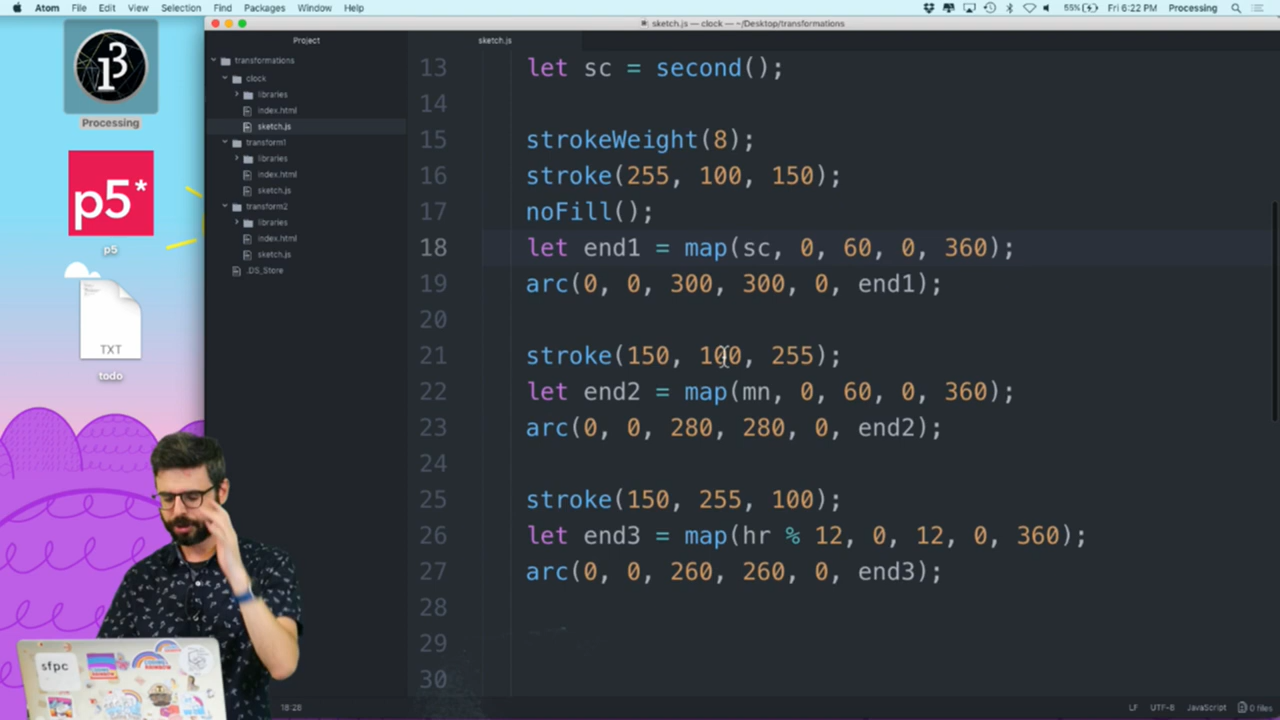 Atom File Edit View Selection Find Packages Window Help 55% Fri 6:22 PM Processing
sketch.js — clock — ~/Desktop/transformations
Project
sketch.js
transformations
clock
libraries
index.html
sketch.js
transform1
libraries
index.html
sketch.js
transform2
libraries
index.html
sketch.js
.DS_Store
Processing
p5*
p5
TXT
todo
sfpc
13 let sc = second();
14
15 strokeWeight(8);
16 stroke(255, 100, 150);
17 noFill();
18 let end1 = map(sc, 0, 60, 0, 360);
19 arc(0, 0, 300, 300, 0, end1);
20
21 stroke(150, 100, 255);
22 let end2 = map(mn, 0, 60, 0, 360);
23 arc(0, 0, 280, 280, 0, end2);
24
25 stroke(150, 255, 100);
26 let end3 = map(hr % 12, 0, 12, 0, 360);
27 arc(0, 0, 260, 260, 0, end3);
28
29
30
18:28 LF UTF-8 JavaScript 0 files